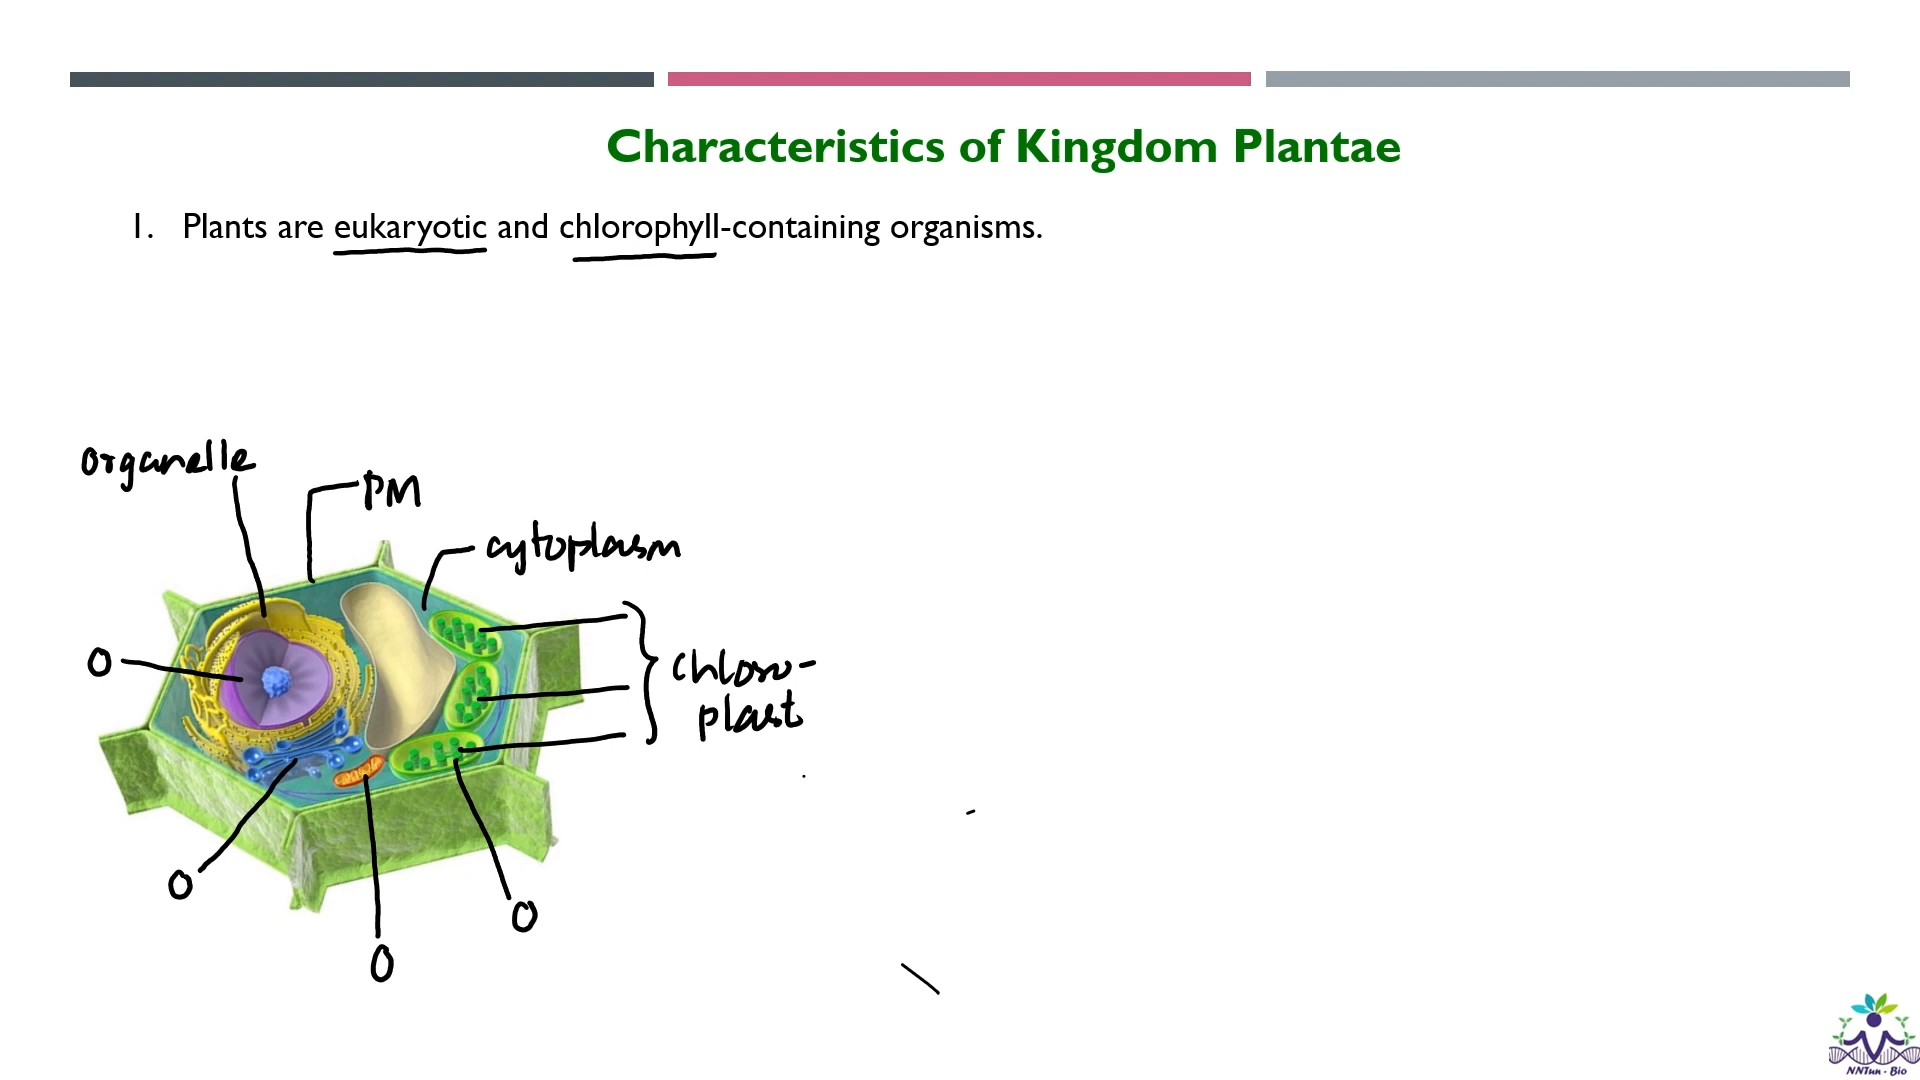 Characteristics of Kingdom Plantae
1. Plants are eukaryotic and chlorophyll-containing organisms.
organelle
PM
cytoplasm
O
chloro-
plast
O
O
O
NNTun - Bio